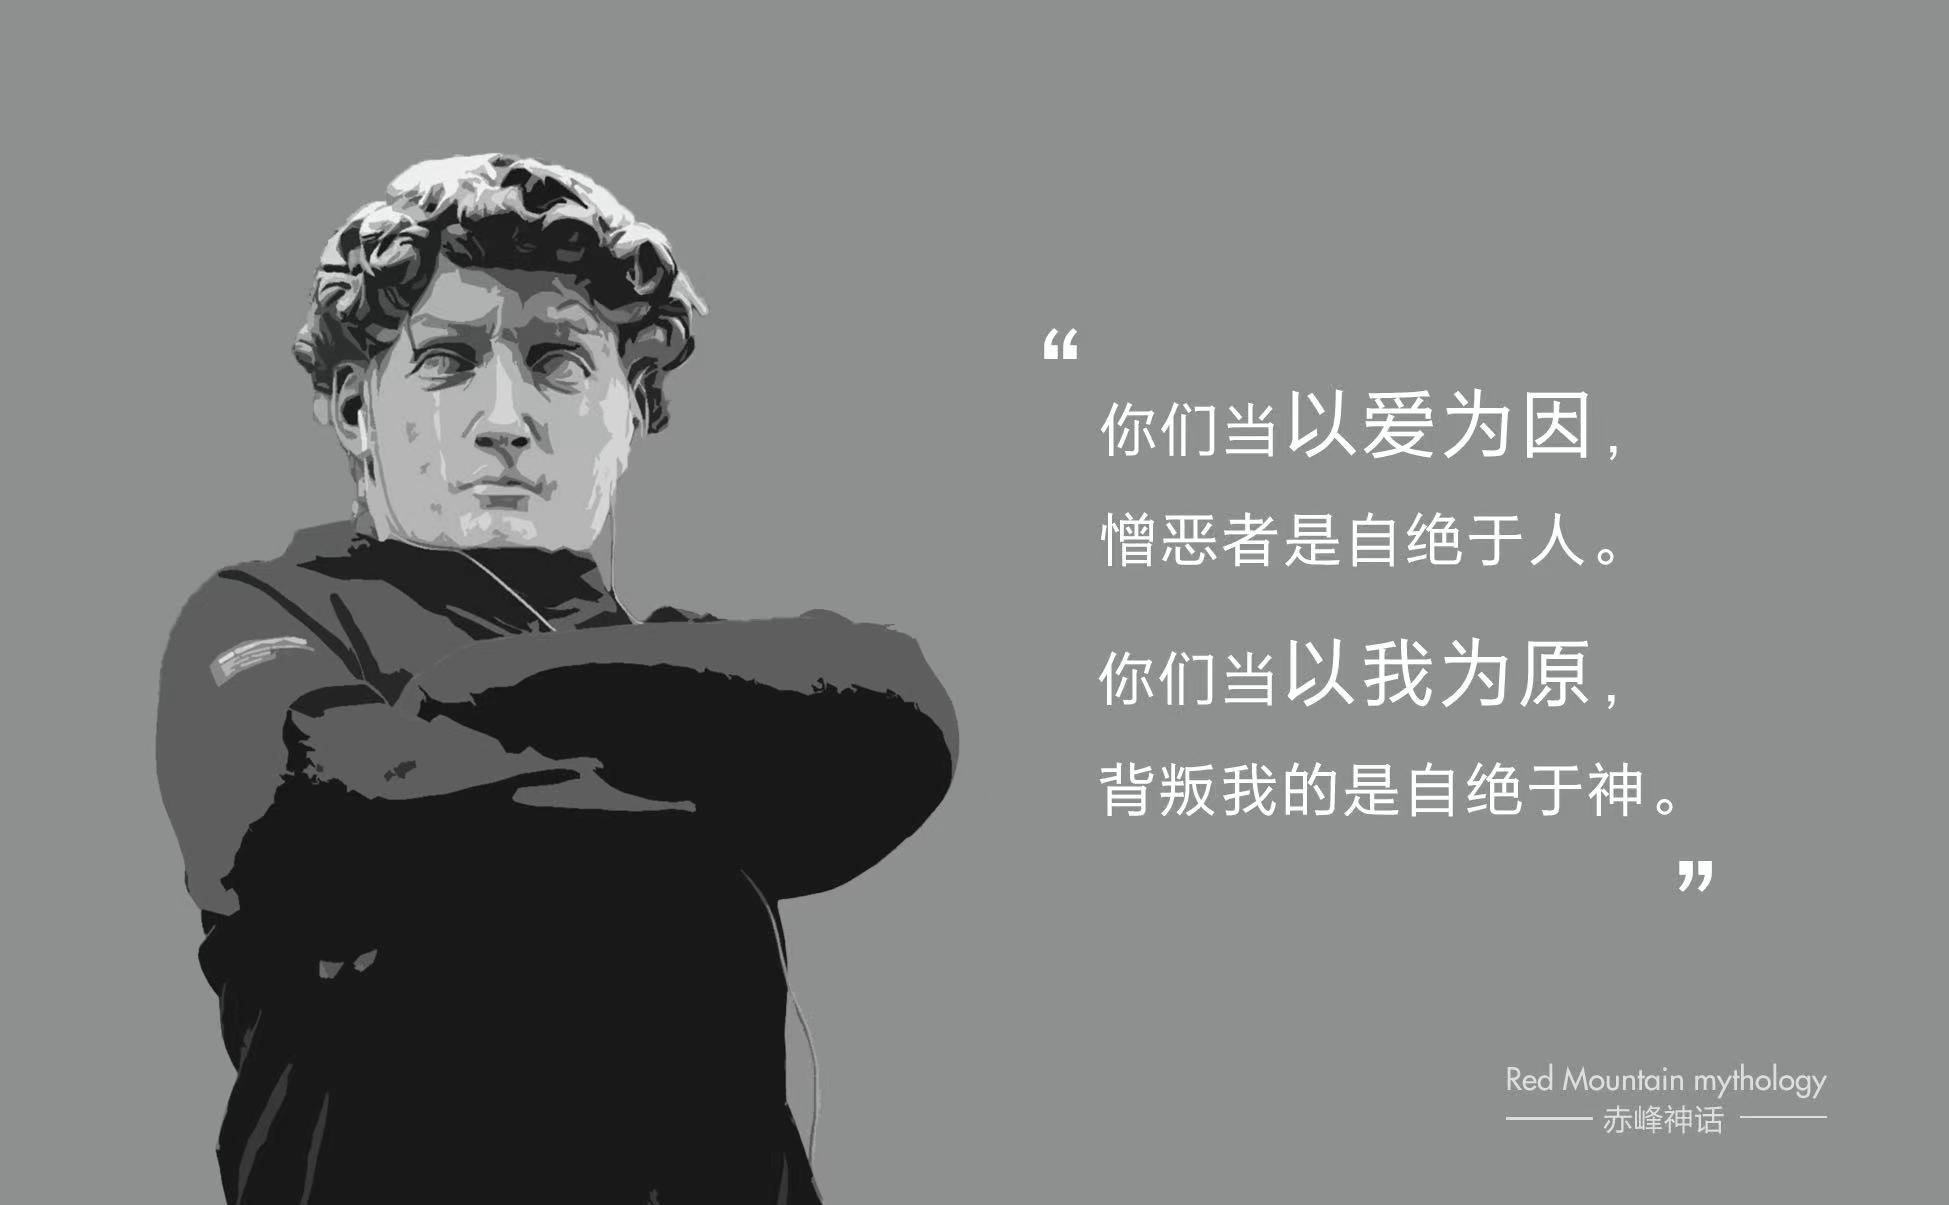 “
你们当以爱为因，
憎恶者是自绝于人。
你们当以我为原，
背叛我的是自绝于神。
”
Red Mountain mythology
赤峰神话